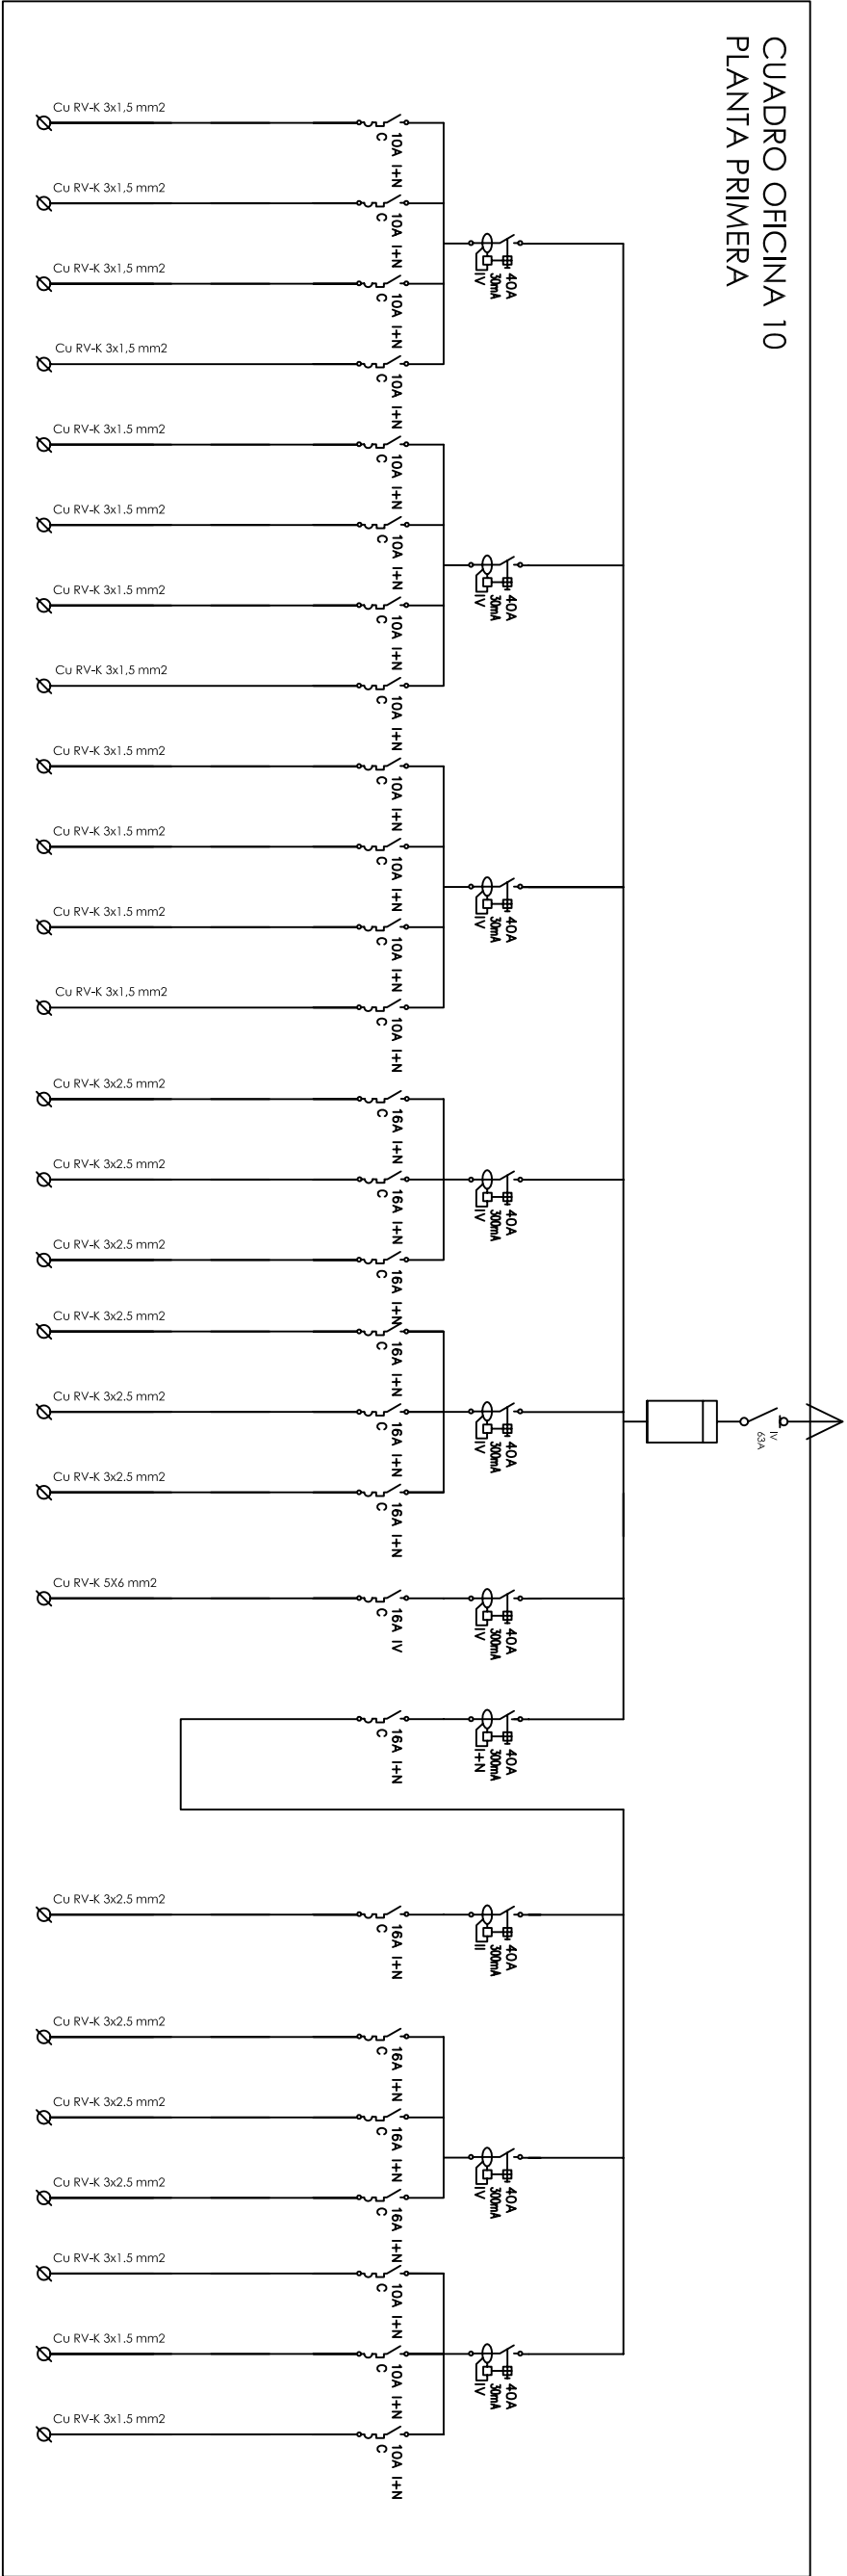 CUADRO OFICINA 10
PLANTA PRIMERA
IV
63A
40A
30mA
IV
40A
30mA
IV
40A
30mA
IV
40A
300mA
IV
40A
300mA
IV
40A
300mA
IV
40A
300mA
I+N
40A
300mA
II
40A
300mA
IV
40A
30mA
IV
10A I+N
C
10A I+N
C
10A I+N
C
10A I+N
C
10A I+N
C
10A I+N
C
10A I+N
C
10A I+N
C
10A I+N
C
10A I+N
C
10A I+N
C
10A I+N
C
16A I+N
C
16A I+N
C
16A I+N
C
16A I+N
C
16A I+N
C
16A I+N
C
16A IV
C
16A I+N
C
16A I+N
C
16A I+N
C
16A I+N
C
16A I+N
C
10A I+N
C
10A I+N
C
10A I+N
C
Cu RV-K 3x1,5 mm2
Cu RV-K 3x1,5 mm2
Cu RV-K 3x1,5 mm2
Cu RV-K 3x1,5 mm2
Cu RV-K 3x1.5 mm2
Cu RV-K 3x1.5 mm2
Cu RV-K 3x1.5 mm2
Cu RV-K 3x1,5 mm2
Cu RV-K 3x1.5 mm2
Cu RV-K 3x1.5 mm2
Cu RV-K 3x1.5 mm2
Cu RV-K 3x1,5 mm2
Cu RV-K 3x2.5 mm2
Cu RV-K 3x2.5 mm2
Cu RV-K 3x2.5 mm2
Cu RV-K 3x2.5 mm2
Cu RV-K 3x2.5 mm2
Cu RV-K 3x2.5 mm2
Cu RV-K 5X6 mm2
Cu RV-K 3x2.5 mm2
Cu RV-K 3x2.5 mm2
Cu RV-K 3x2.5 mm2
Cu RV-K 3x2.5 mm2
Cu RV-K 3x1.5 mm2
Cu RV-K 3x1.5 mm2
Cu RV-K 3x1.5 mm2